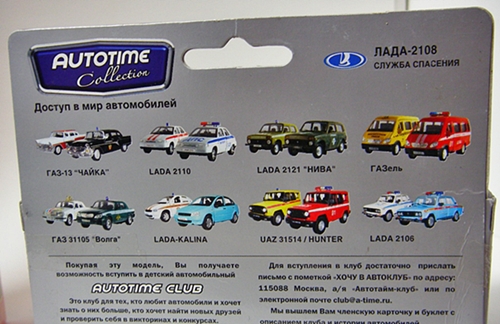 AUTOTIME
Collection
Доступ в мир автомобилей
ЛАДА-2108
СЛУЖБА СПАСЕНИЯ
ГАЗ-13 "ЧАЙКА"
LADA 2110
LADA 2121 "НИВА"
ГАЗель
ГАЗ 31105 "Волга"
LADA-KALINA
UAZ 31514 / HUNTER
LADA 2106
Покупая эту модель, Вы получаете
возможность вступить в детский автомобильный
AUTOTIME CLUB
Это клуб для тех, кто любит автомобили и хочет
знать о них больше, кто хочет найти новых друзей
и проверить себя в викторинах и конкурсах.
Для вступления в клуб достаточно прислать
письмо с пометкой «ХОЧУ В АВТОКЛУБ» по адресу:
115088 Москва, а/я «Автотайм-клуб» или по
электронной почте club@a-time.ru.
Мы вышлем Вам членскую карточку и буклет с
описанием клуба и истории автомобилей